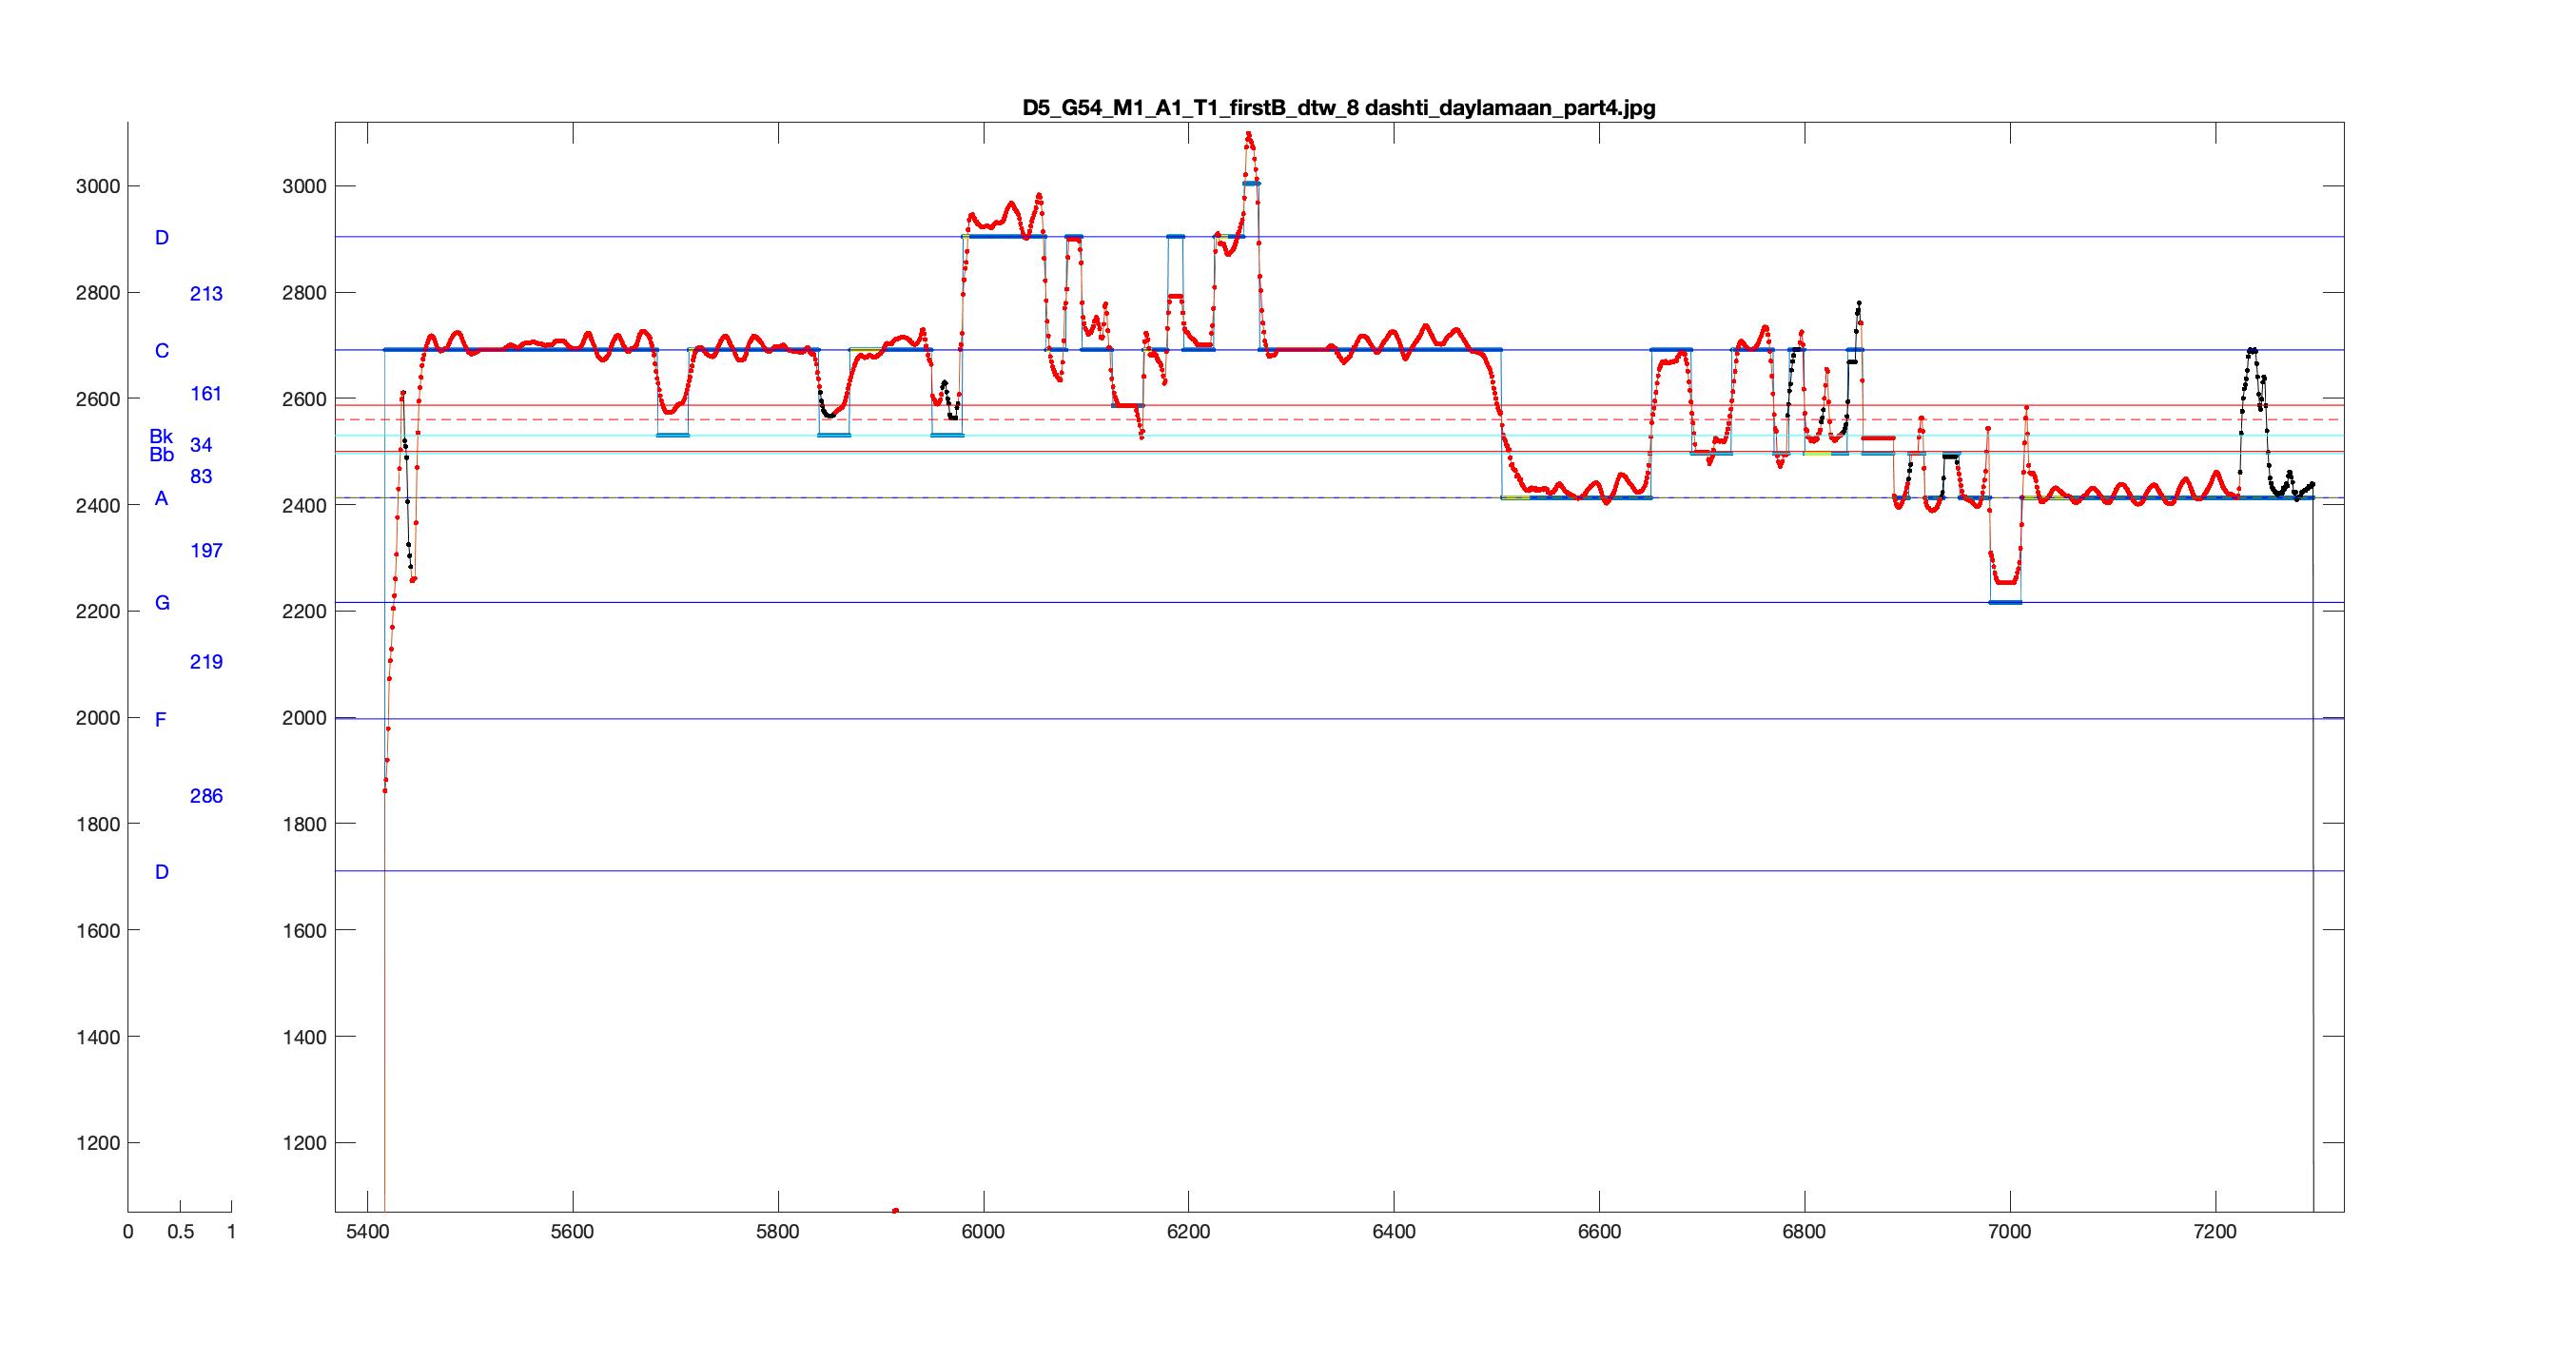 D5_G54_M1_A1_T1_firstB_dtw_8 dashti_daylamaan_part4.jpg
3000 3000
D
2800 213 2800
C
2600 161 2600
Bk 34
Bb
83
2400 A 2400
197
2200 G 2200
219
2000 F 2000
286
1800 1800
D
1600 1600
1400 1400
1200 1200
0 0.5 1 5400 5600 5800 6000 6200 6400 6600 6800 7000 7200